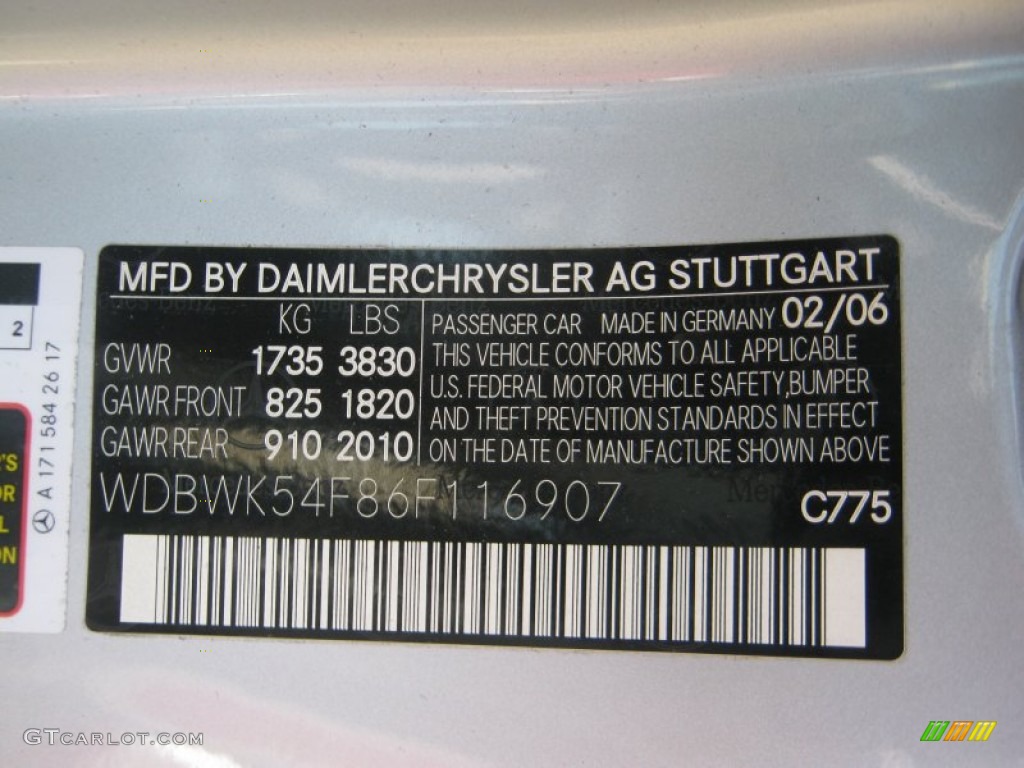 MFD BY DAIMLERCHRYSLER AG STUTTGART
KG LBS
GVWR 1735 3830
GAWR FRONT 825 1820
GAWR REAR 910 2010
PASSENGER CAR MADE IN GERMANY 02/06
THIS VEHICLE CONFORMS TO ALL APPLICABLE
U.S. FEDERAL MOTOR VEHICLE SAFETY, BUMPER
AND THEFT PREVENTION STANDARDS IN EFFECT
ON THE DATE OF MANUFACTURE SHOWN ABOVE
WDBWK54F86F116907
C775
2
A 171 584 26 17
R'S
OR
L
ON
GTCARLOT.COM